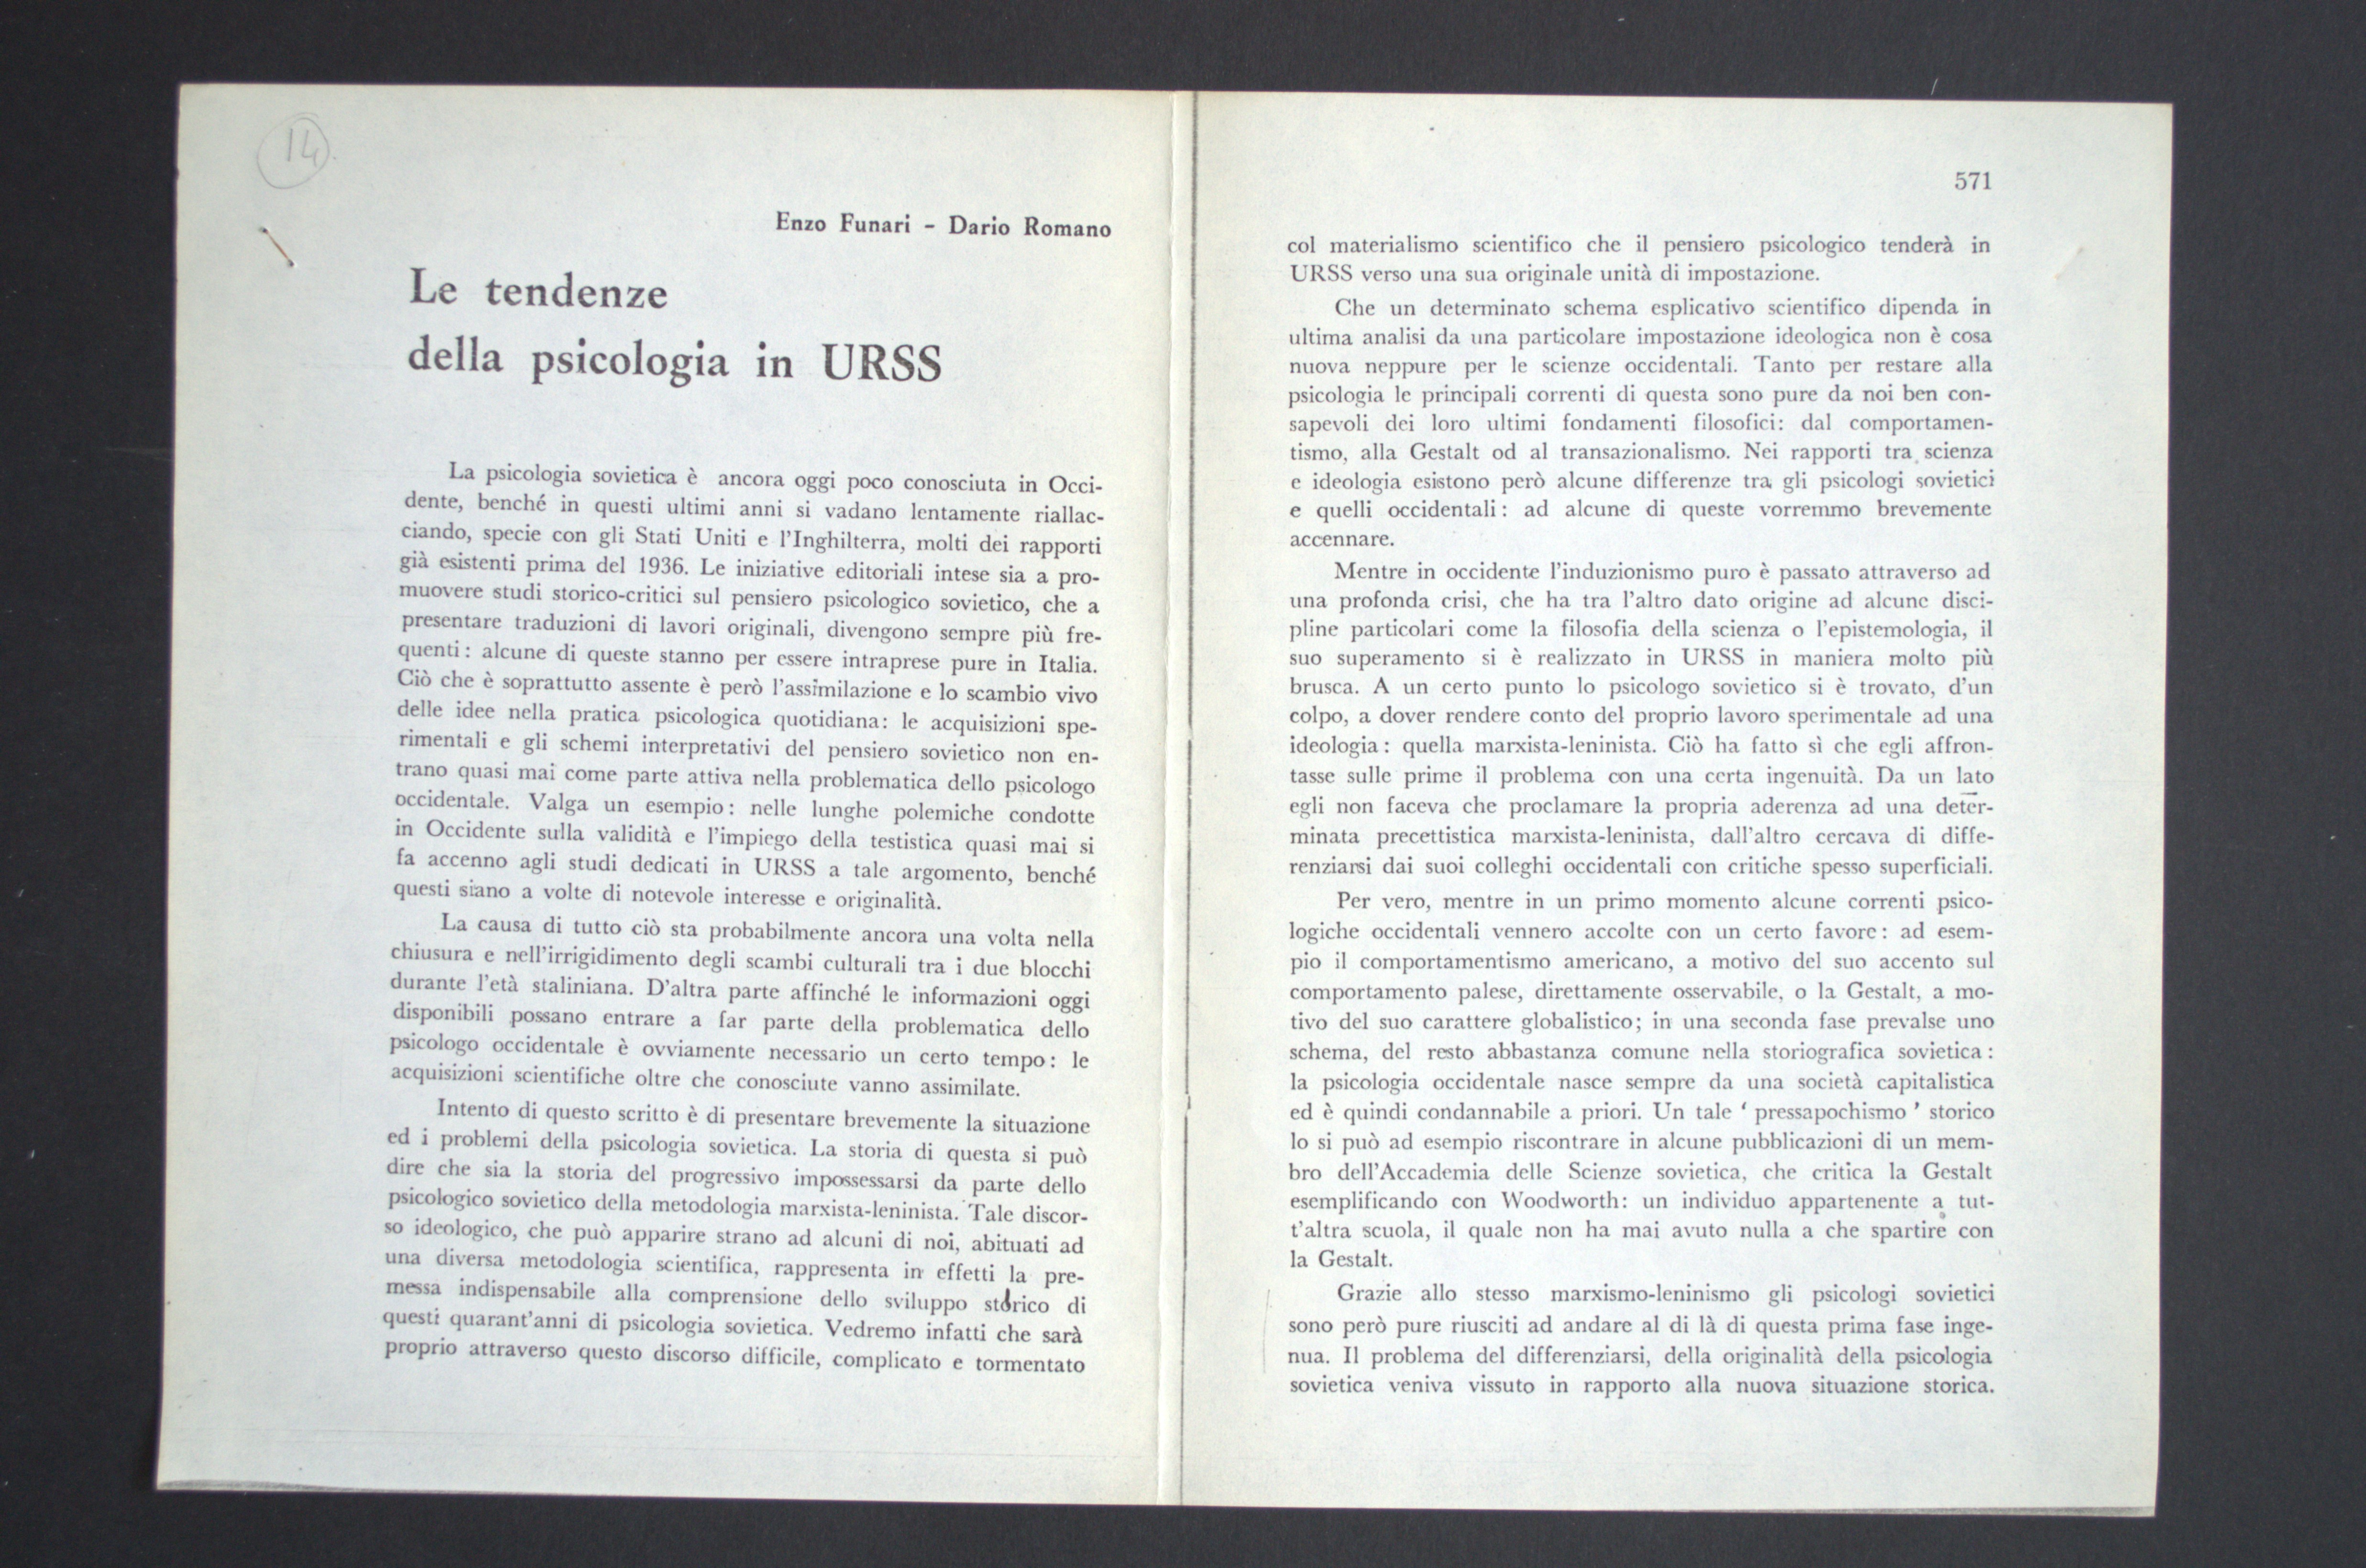 14
Enzo Funari - Dario Romano
Le tendenze
della psicologia in URSS
La psicologia sovietica è ancora oggi poco conosciuta in Occi-
dente, benché in questi ultimi anni si vadano lentamente riallac-
ciando, specie con gli Stati Uniti e l'Inghilterra, molti dei rapporti
già esistenti prima del 1936. Le iniziative editoriali intese sia a pro-
muovere studi storico-critici sul pensiero psicologico sovietico, che a
presentare traduzioni di lavori originali, divengono sempre più fre-
quenti: alcune di queste stanno per essere intraprese pure in Italia.
Ciò che è soprattutto assente è però l'assimilazione e lo scambio vivo
delle idee nella pratica psicologica quotidiana: le acquisizioni spe-
rimentali e gli schemi interpretativi del pensiero sovietico non en-
trano quasi mai come parte attiva nella problematica dello psicologo
occidentale. Valga un esempio: nelle lunghe polemiche condotte
in Occidente sulla validità e l'impiego della testistica quasi mai si
fa accenno agli studi dedicati in URSS a tale argomento, benché
questi siano a volte di notevole interesse e originalità.
La causa di tutto ciò sta probabilmente ancora una volta nella
chiusura e nell'irrigidimento degli scambi culturali tra i due blocchi
durante l'età staliniana. D'altra parte affinché le informazioni oggi
disponibili possano entrare a far parte della problematica dello
psicologo occidentale è ovviamente necessario un certo tempo: le
acquisizioni scientifiche oltre che conosciute vanno assimilate.
Intento di questo scritto è di presentare brevemente la situazione
ed i problemi della psicologia sovietica. La storia di questa si può
dire che sia la storia del progressivo impossessarsi da parte dello
psicologico sovietico della metodologia marxista-leninista. Tale discor-
so ideologico, che può apparire strano ad alcuni di noi, abituati ad
una diversa metodologia scientifica, rappresenta in effetti la pre-
messa indispensabile alla comprensione dello sviluppo storico di
questi quarant'anni di psicologia sovietica. Vedremo infatti che sarà
proprio attraverso questo discorso difficile, complicato e tormentato
571
col materialismo scientifico che il pensiero psicologico tenderà in
URSS verso una sua originale unità di impostazione.
Che un determinato schema esplicativo scientifico dipenda in
ultima analisi da una particolare impostazione ideologica non è cosa
nuova neppure per le scienze occidentali. Tanto per restare alla
psicologia le principali correnti di questa sono pure da noi ben con-
sapevoli dei loro ultimi fondamenti filosofici: dal comportamen-
tismo, alla Gestalt od al transazionalismo. Nei rapporti tra scienza
e ideologia esistono però alcune differenze tra gli psicologi sovietici
e quelli occidentali: ad alcune di queste vorremmo brevemente
accennare.
Mentre in occidente l'induzionismo puro è passato attraverso ad
una profonda crisi, che ha tra l'altro dato origine ad alcune disci-
pline particolari come la filosofia della scienza o l'epistemologia, il
suo superamento si è realizzato in URSS in maniera molto più
brusca. A un certo punto lo psicologo sovietico si è trovato, d'un
colpo, a dover rendere conto del proprio lavoro sperimentale ad una
ideologia: quella marxista-leninista. Ciò ha fatto sì che egli affron-
tasse sulle prime il problema con una certa ingenuità. Da un lato
egli non faceva che proclamare la propria aderenza ad una deter-
minata precettistica marxista-leninista, dall'altro cercava di diffe-
renziarsi dai suoi colleghi occidentali con critiche spesso superficiali.
Per vero, mentre in un primo momento alcune correnti psico-
logiche occidentali vennero accolte con un certo favore: ad esem-
pio il comportamentismo americano, a motivo del suo accento sul
comportamento palese, direttamente osservabile, o la Gestalt, a mo-
tivo del suo carattere globalistico; in una seconda fase prevalse uno
schema, del resto abbastanza comune nella storiografica sovietica:
la psicologia occidentale nasce sempre da una società capitalistica
ed è quindi condannabile a priori. Un tale ‘ pressapochismo ’ storico
lo si può ad esempio riscontrare in alcune pubblicazioni di un mem-
bro dell'Accademia delle Scienze sovietica, che critica la Gestalt
esemplificando con Woodworth: un individuo appartenente a tut-
t'altra scuola, il quale non ha mai avuto nulla a che spartire con
la Gestalt.
Grazie allo stesso marxismo-leninismo gli psicologi sovietici
sono però pure riusciti ad andare al di là di questa prima fase inge-
nua. Il problema del differenziarsi, della originalità della psicologia
sovietica veniva vissuto in rapporto alla nuova situazione storica.